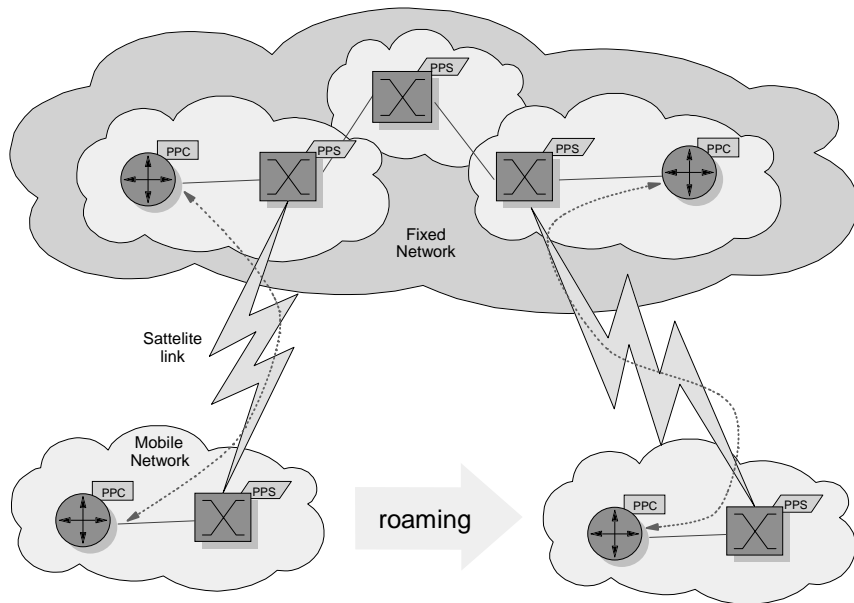 PPS
PPC
PPS
PPS
PPC
Fixed
Network
Sattelite
link
Mobile
Network
PPC
PPS
roaming
PPC
PPS